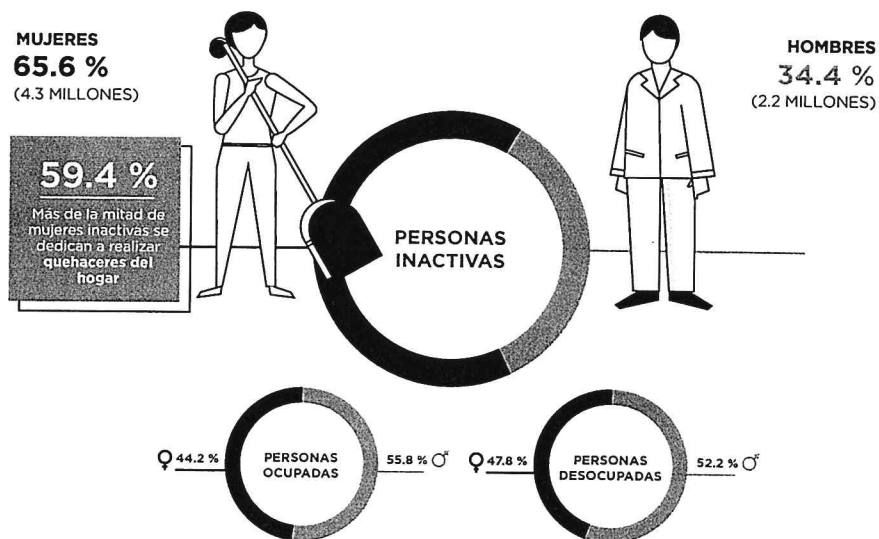 MUJERES
65.6 %
(4.3 MILLONES)
HOMBRES
34.4 %
(2.2 MILLONES)
59.4 %
Más de la mitad de
mujeres inactivas se
dedican a realizar
quehaceres del
hogar
PERSONAS
INACTIVAS
♀ 44.2 %
PERSONAS
OCUPADAS
55.8 % ♂
♀ 47.8 %
PERSONAS
DESOCUPADAS
52.2 % ♂